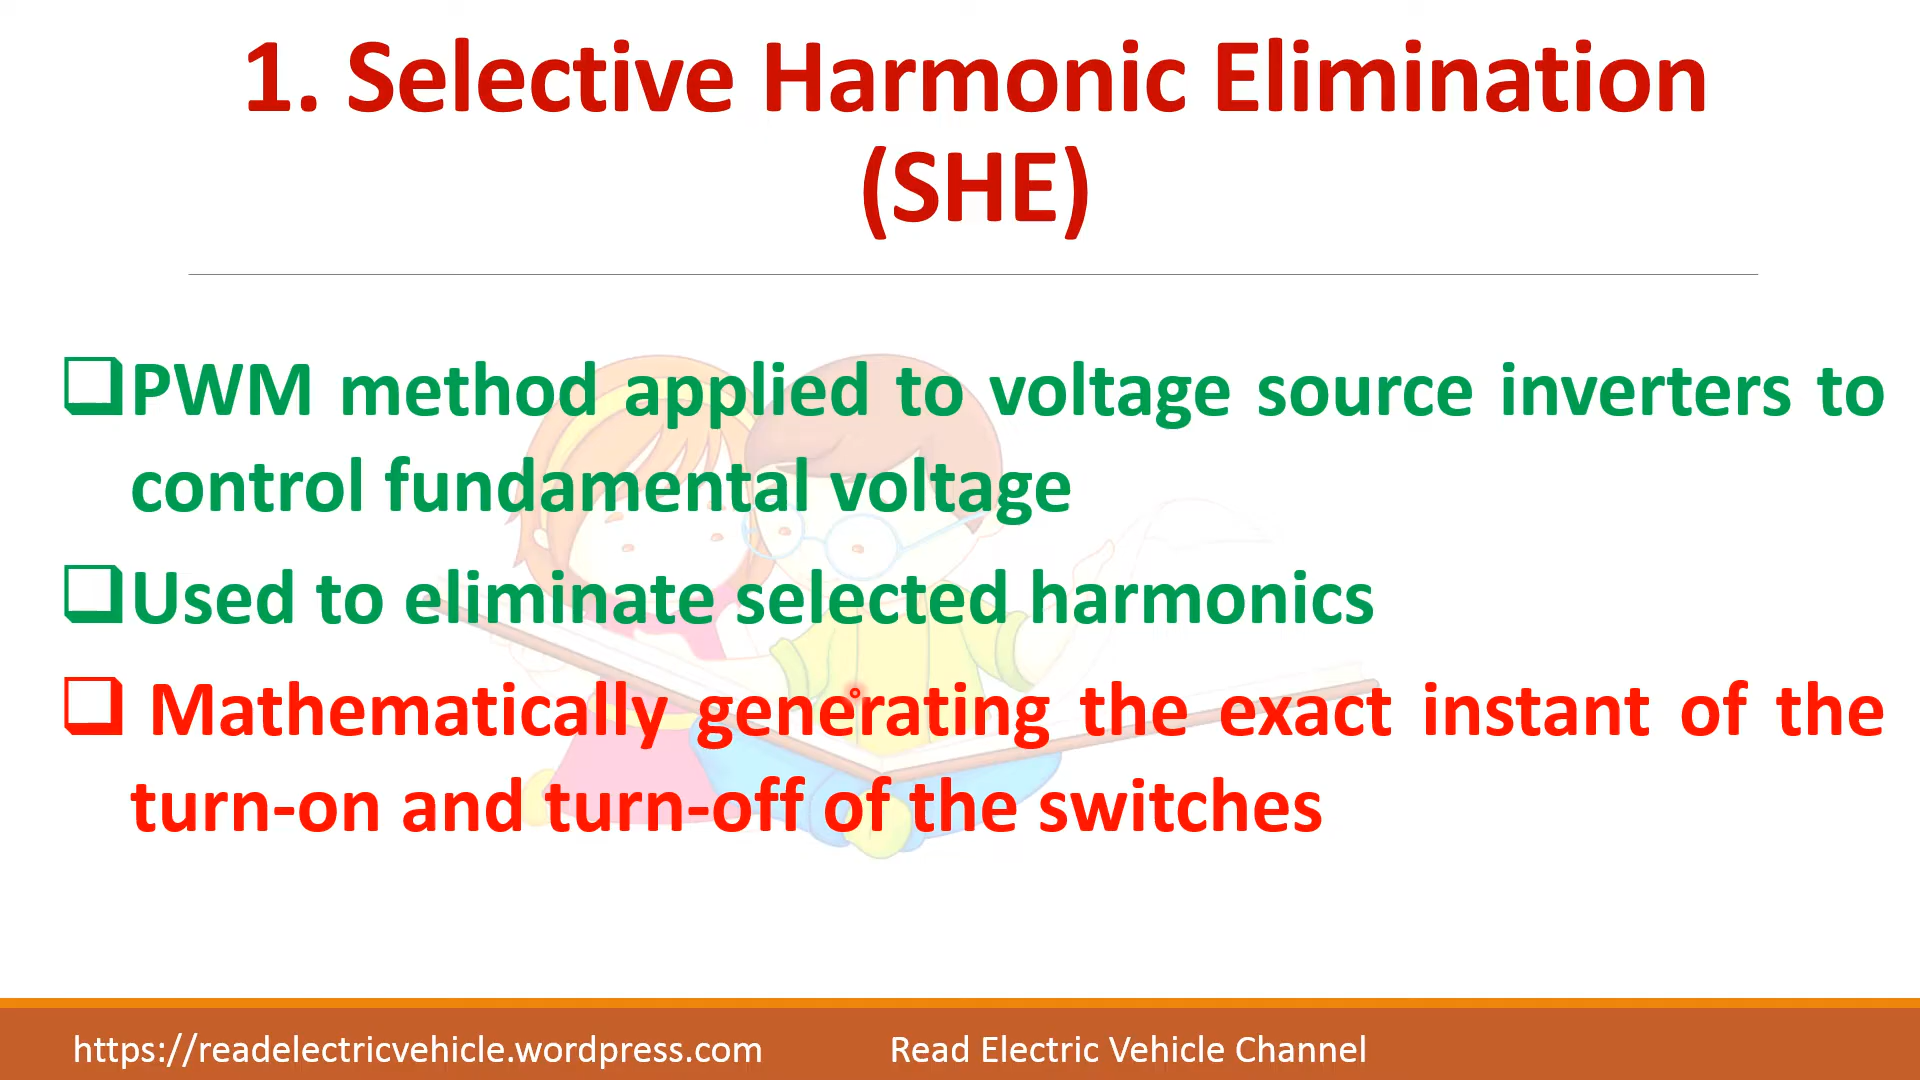 1. Selective Harmonic Elimination
(SHE)
PWM method applied to voltage source inverters to
control fundamental voltage
Used to eliminate selected harmonics
Mathematically generating the exact instant of the
turn-on and turn-off of the switches
https://readelectricvehicle.wordpress.com
Read Electric Vehicle Channel